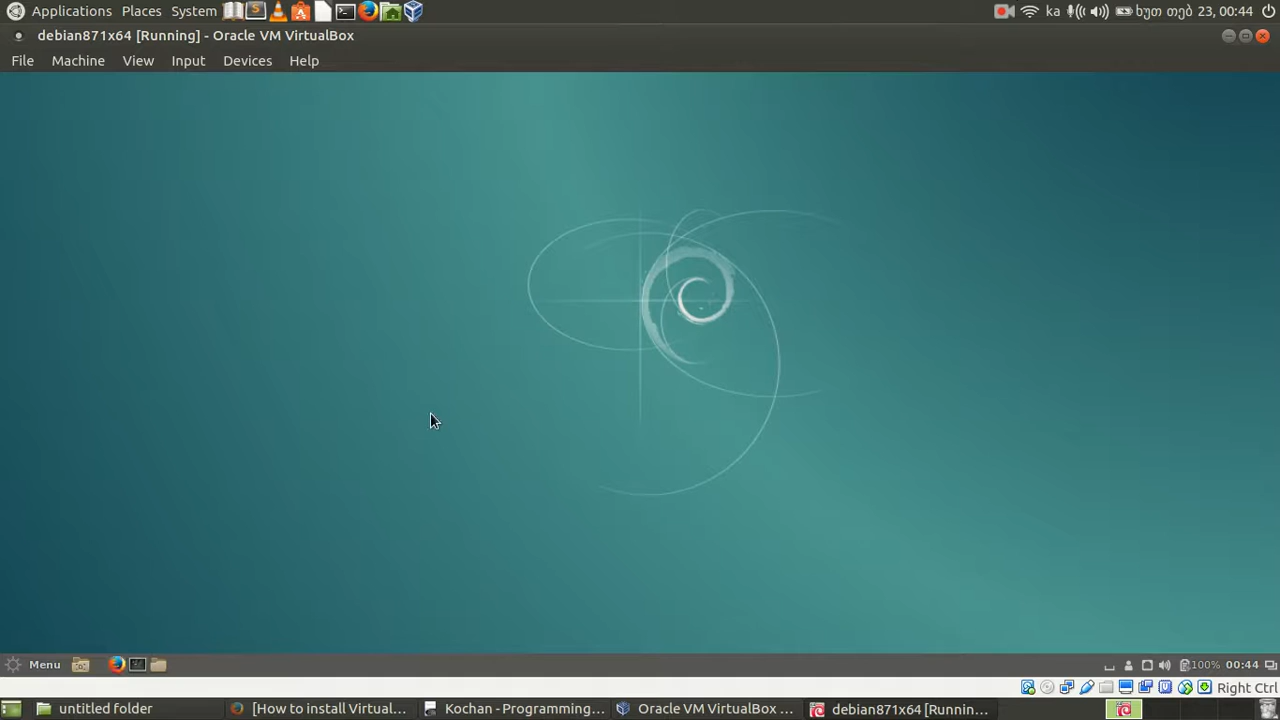 Applications Places System ka ხუთ თებ 23, 00:44
debian871x64 [Running] - Oracle VM VirtualBox
File Machine View Input Devices Help
Menu 100% 00:44
Right Ctrl
untitled folder [How to install Virtual... Kochan - Programming... Oracle VM VirtualBox ... debian871x64 [Runnin...